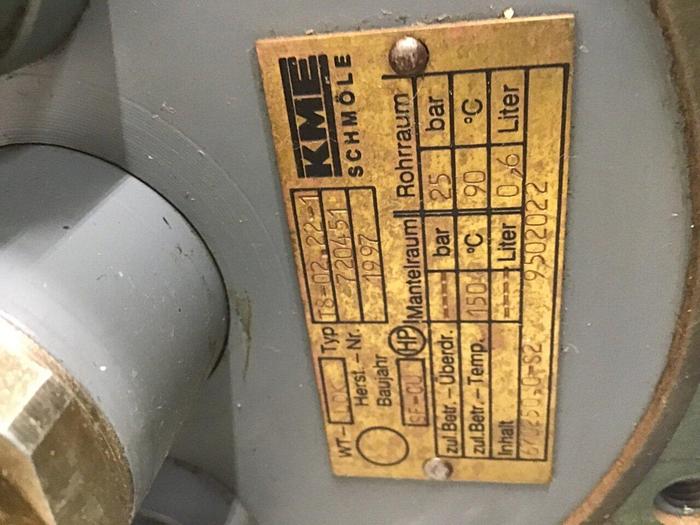 KME
SCHMÖLE
WT- Typ T8-02.22-1
Herst.-Nr. 720451
Baujahr 1997
SF-CU HP Mantelraum Rohrraum
zul.Betr.-Überdr. ---- bar 25 bar
zul.Betr.-Temp. 150 °C 90 °C
Inhalt ---- Liter 0,6 Liter
9502022